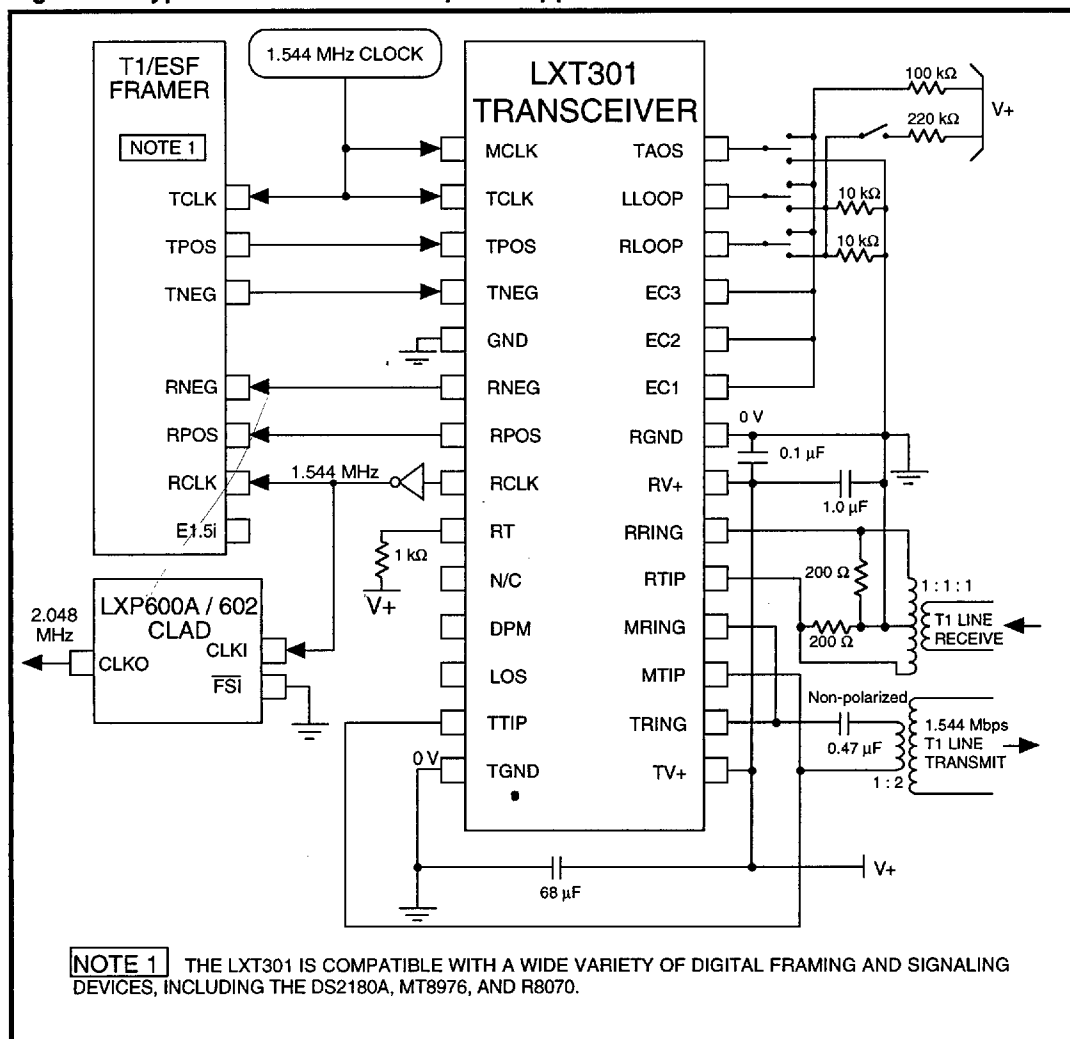 1.544 MHz CLOCK
T1/ESF
FRAMER
NOTE 1
TCLK
TPOS
TNEG
RNEG
RPOS
RCLK
E1.5i
1.544 MHz
LXP600A / 602
CLAD
2.048
MHz
CLKO
CLKI
FSI
LXT301
TRANSCEIVER
MCLK
TCLK
TPOS
TNEG
GND
RNEG
RPOS
RCLK
RT
N/C
DPM
LOS
TTIP
TGND
TAOS
LLOOP
RLOOP
EC3
EC2
EC1
RGND
RV+
RRING
RTIP
MRING
MTIP
TRING
TV+
1 kΩ
V+
0 V
68 µF
100 kΩ
220 kΩ
V+
10 kΩ
10 kΩ
0 V
0.1 µF
1.0 µF
200 Ω
200 Ω
1 : 1 : 1
T1 LINE
RECEIVE
Non-polarized
0.47 µF
1 : 2
1.544 Mbps
T1 LINE
TRANSMIT
V+
NOTE 1 THE LXT301 IS COMPATIBLE WITH A WIDE VARIETY OF DIGITAL FRAMING AND SIGNALING
DEVICES, INCLUDING THE DS2180A, MT8976, AND R8070.